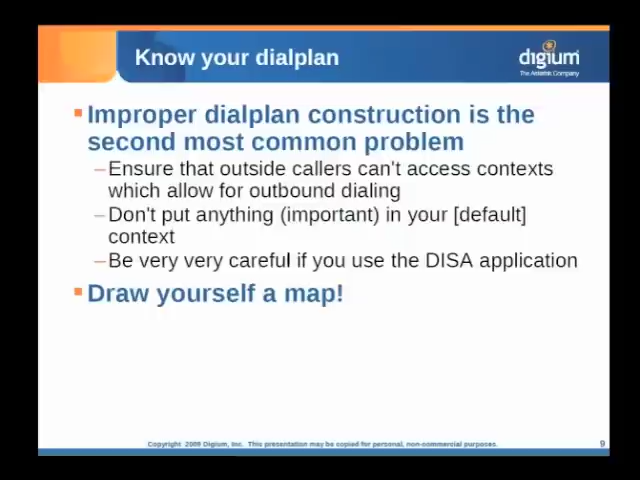 Know your dialplan
digium
The Asterisk Company
Improper dialplan construction is the
second most common problem
–Ensure that outside callers can't access contexts
which allow for outbound dialing
–Don't put anything (important) in your [default]
context
–Be very very careful if you use the DISA application
Draw yourself a map!
Copyright 2009 Digium, Inc. This presentation may be copied for personal, non-commercial purposes.
9